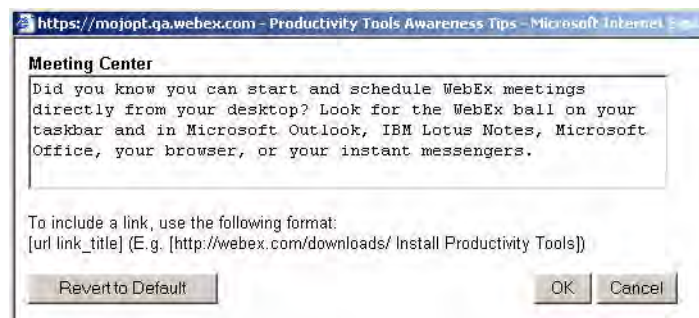 https://mojopt.qa.webex.com - Productivity Tools Awareness Tips - Microsoft Internet
Meeting Center
Did you know you can start and schedule WebEx meetings
directly from your desktop? Look for the WebEx ball on your
taskbar and in Microsoft Outlook, IBM Lotus Notes, Microsoft
Office, your browser, or your instant messengers.
To include a link, use the following format:
[url link_title] (E.g. [http://webex.com/downloads/ Install Productivity Tools])
Revert to Default OK Cancel